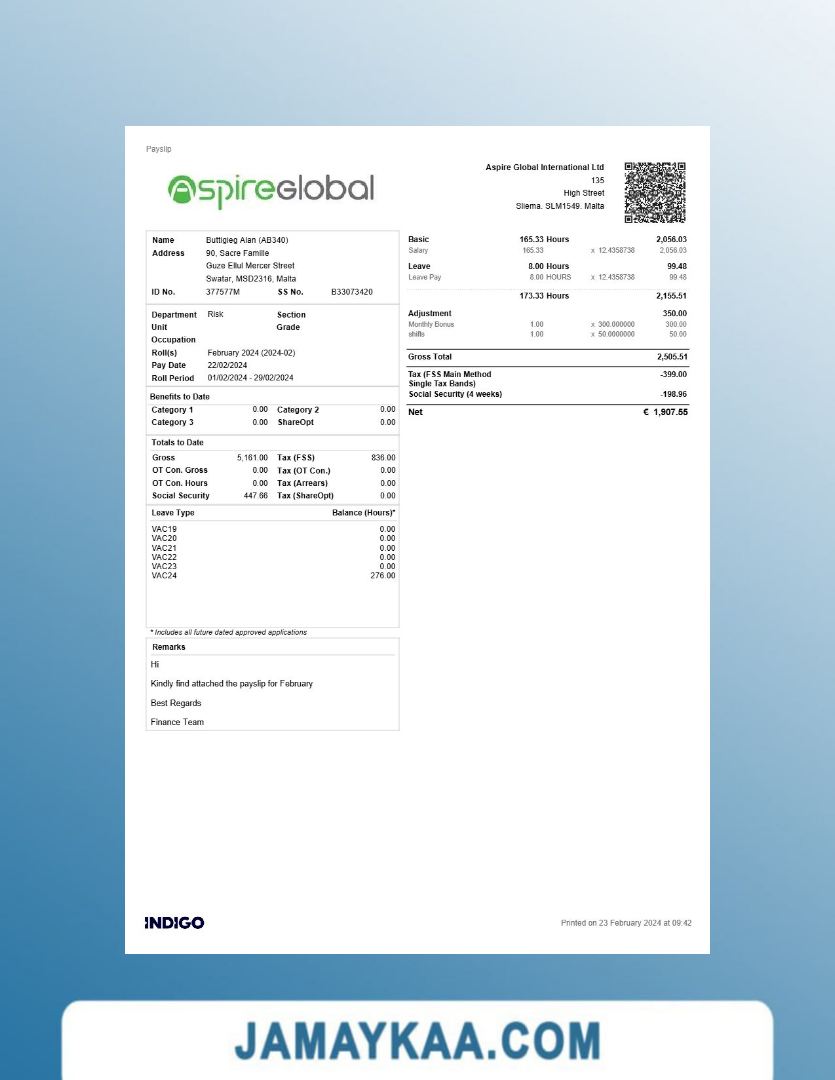 Payslip
Aspireglobal
Aspire Global International Ltd
135
High Street
Sliema. SLM1549. Malta
Name Buttigieg Alan (AB340)
Address 90, Sacre Famille
Guze Ellul Mercer Street
Swatar, MSD2316, Malta
ID No. 377577M SS No. B33073420
Department Risk Section
Unit Grade
Occupation
Roll(s) February 2024 (2024-02)
Pay Date 22/02/2024
Roll Period 01/02/2024 - 29/02/2024
Benefits to Date
Category 1 0.00 Category 2 0.00
Category 3 0.00 ShareOpt 0.00
Totals to Date
Gross 5,161.00 Tax (FSS) 836.00
OT Con. Gross 0.00 Tax (OT Con.) 0.00
OT Con. Hours 0.00 Tax (Arrears) 0.00
Social Security 447.66 Tax (ShareOpt) 0.00
Leave Type Balance (Hours)*
VAC19 0.00
VAC20 0.00
VAC21 0.00
VAC22 0.00
VAC23 0.00
VAC24 276.00
* Includes all future dated approved applications
Remarks
Hi
Kindly find attached the payslip for February
Best Regards
Finance Team
Basic 165.33 Hours 2,056.03
Salary 165.33 x 12.4358738 2,056.03
Leave 8.00 Hours 99.48
Leave Pay 8.00 HOURS x 12.4358738 99.48
173.33 Hours 2,155.51
Adjustment 350.00
Monthly Bonus 1.00 x 300.000000 300.00
shifts 1.00 x 50.0000000 50.00
Gross Total 2,505.51
Tax (FSS Main Method
Single Tax Bands) -399.00
Social Security (4 weeks) -198.96
Net € 1,907.55
INDIGO
Printed on 23 February 2024 at 09:42
JAMAYKAA.COM